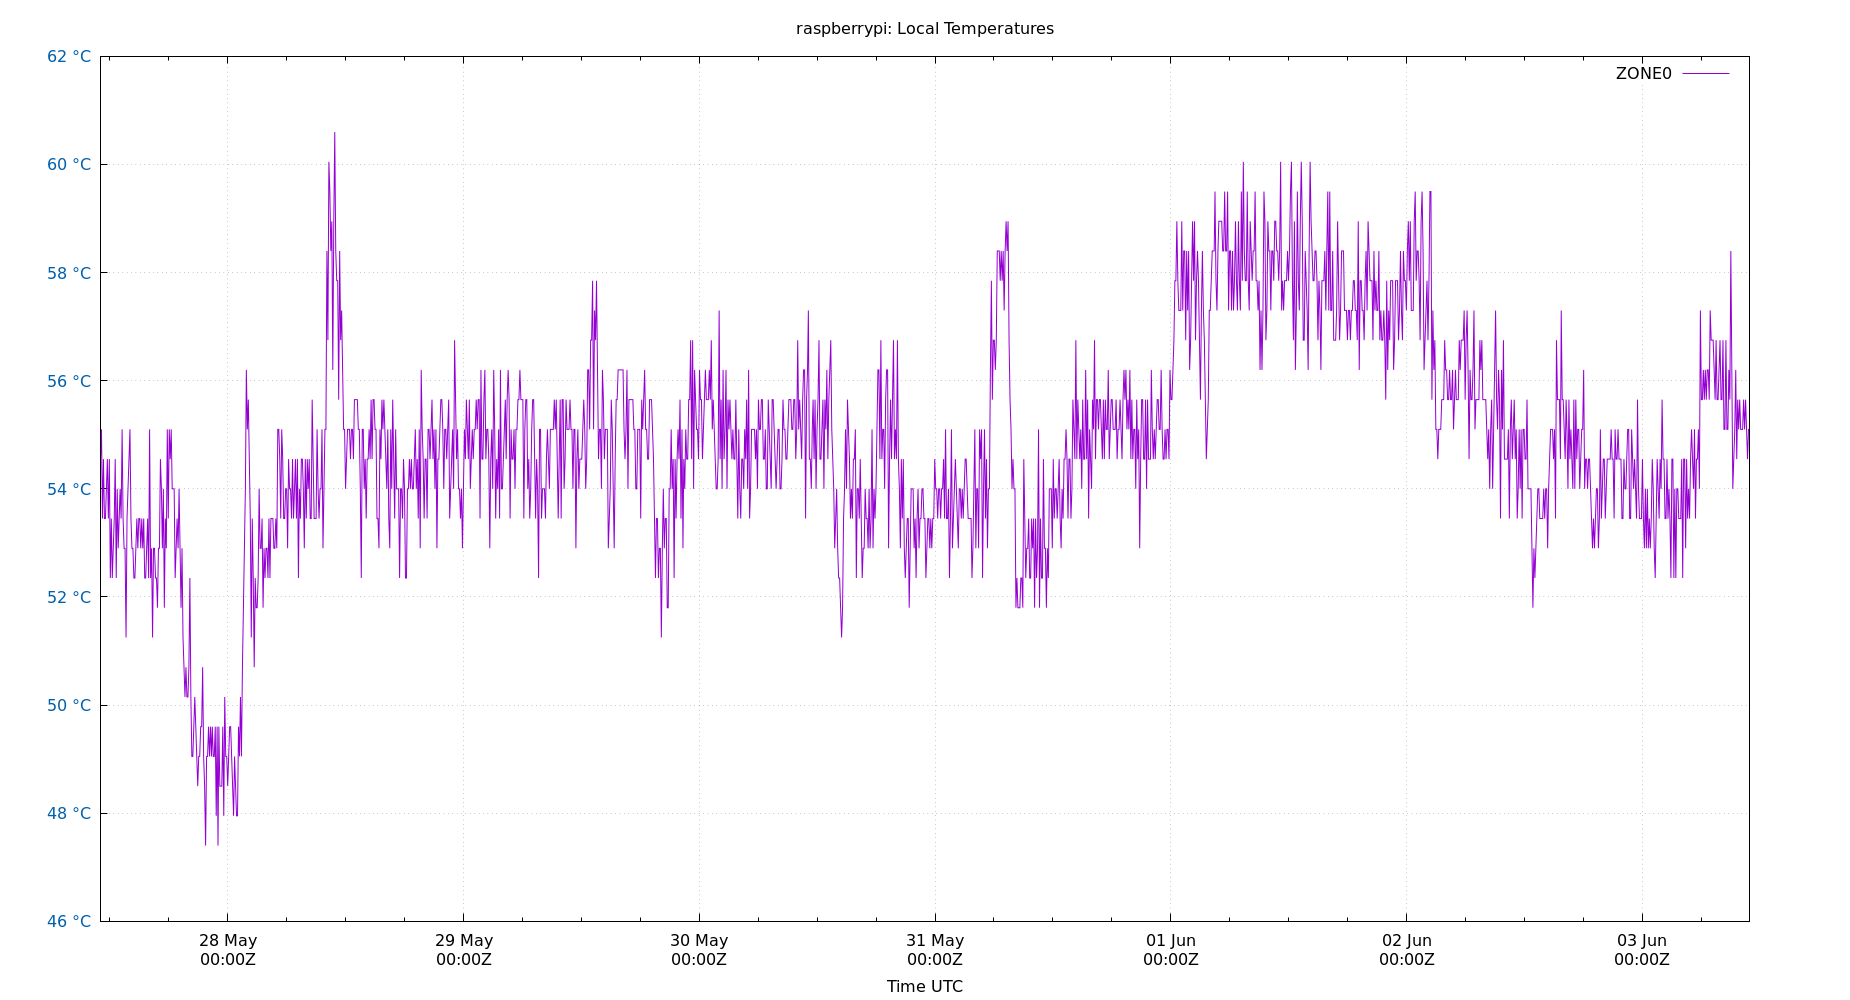 raspberrypi: Local Temperatures
62 °C
ZONE0
60 °C
58 °C
56 °C
54 °C
52 °C
50 °C
48 °C
46 °C
28 May 29 May 30 May 31 May 01 Jun 02 Jun 03 Jun
00:00Z 00:00Z 00:00Z 00:00Z 00:00Z 00:00Z 00:00Z
Time UTC